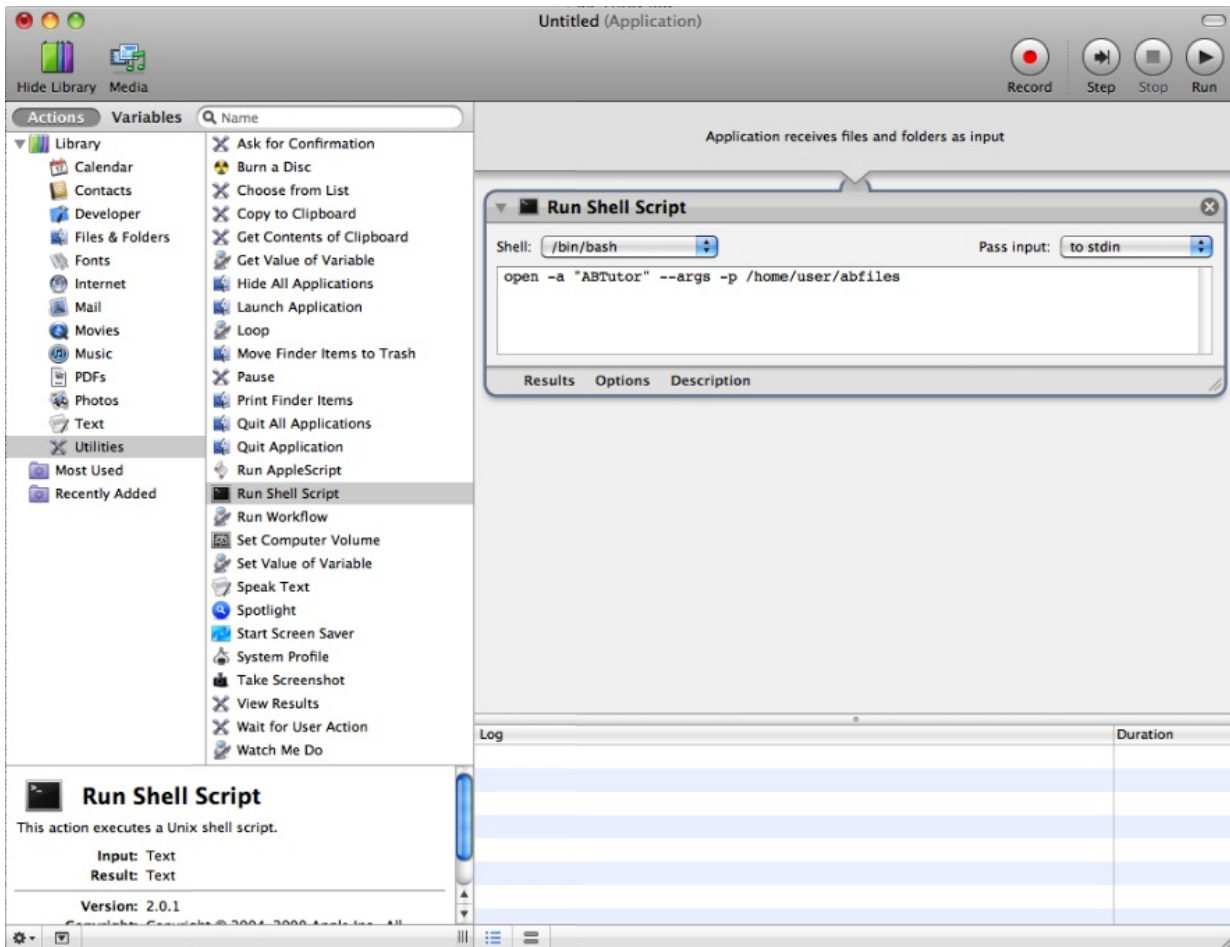 Untitled (Application)
Hide Library
Media
Record
Step
Stop
Run
Actions
Variables
Name
Library
Calendar
Contacts
Developer
Files & Folders
Fonts
Internet
Mail
Movies
Music
PDFs
Photos
Text
Utilities
Most Used
Recently Added
Ask for Confirmation
Burn a Disc
Choose from List
Copy to Clipboard
Get Contents of Clipboard
Get Value of Variable
Hide All Applications
Launch Application
Loop
Move Finder Items to Trash
Pause
Print Finder Items
Quit All Applications
Quit Application
Run AppleScript
Run Shell Script
Run Workflow
Set Computer Volume
Set Value of Variable
Speak Text
Spotlight
Start Screen Saver
System Profile
Take Screenshot
View Results
Wait for User Action
Watch Me Do
Run Shell Script
This action executes a Unix shell script.
Input: Text
Result: Text
Version: 2.0.1
Application receives files and folders as input
Run Shell Script
Shell: /bin/bash
Pass input: to stdin
open -a "ABTutor" --args -p /home/user/abfiles
Results Options Description
Log
Duration